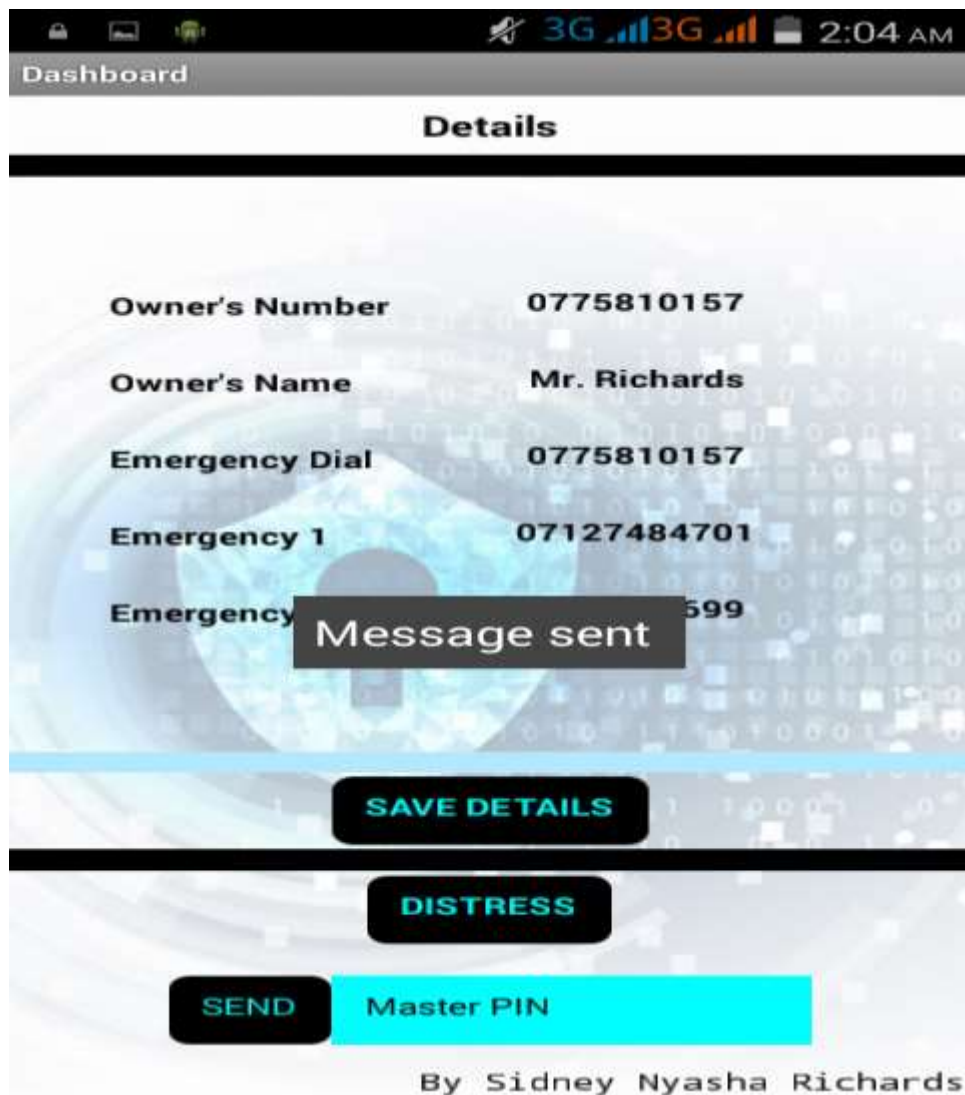 3G 3G 2:04 AM
Dashboard
Details
Owner's Number 0775810157
Owner's Name Mr. Richards
Emergency Dial 0775810157
Emergency 1 07127484701
Emergency 699
Message sent
SAVE DETAILS
DISTRESS
SEND Master PIN
By Sidney Nyasha Richards